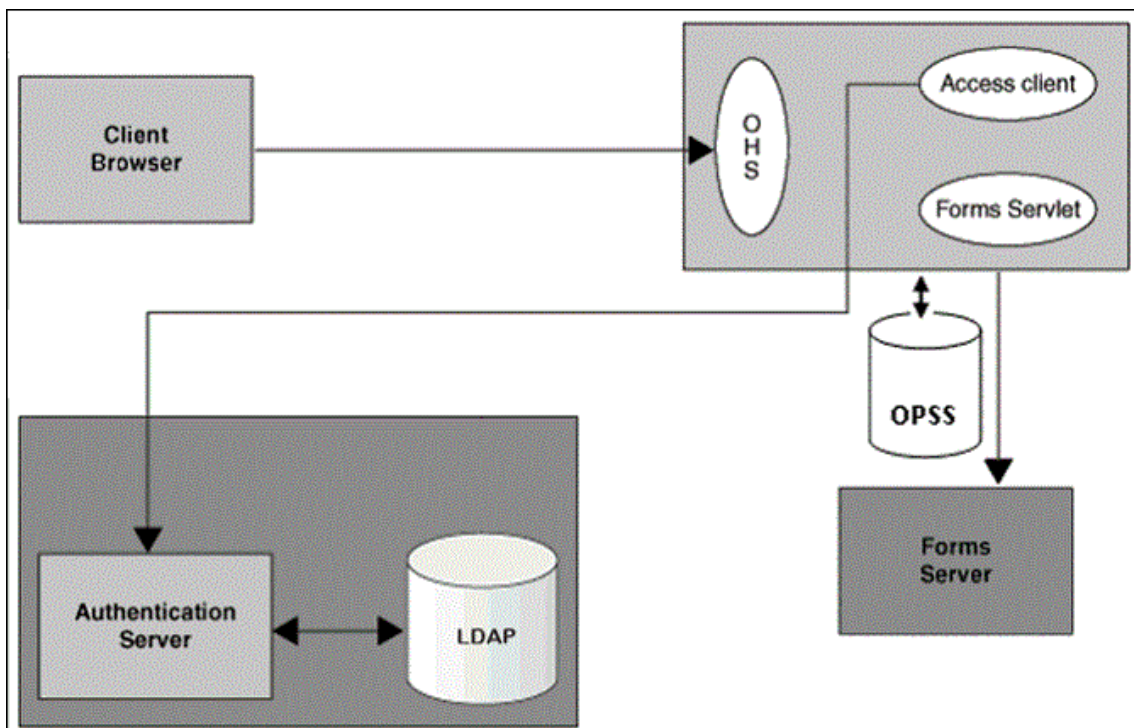 Client
Browser
O
H
S
Access client
Forms Servlet
OPSS
Forms
Server
Authentication
Server
LDAP